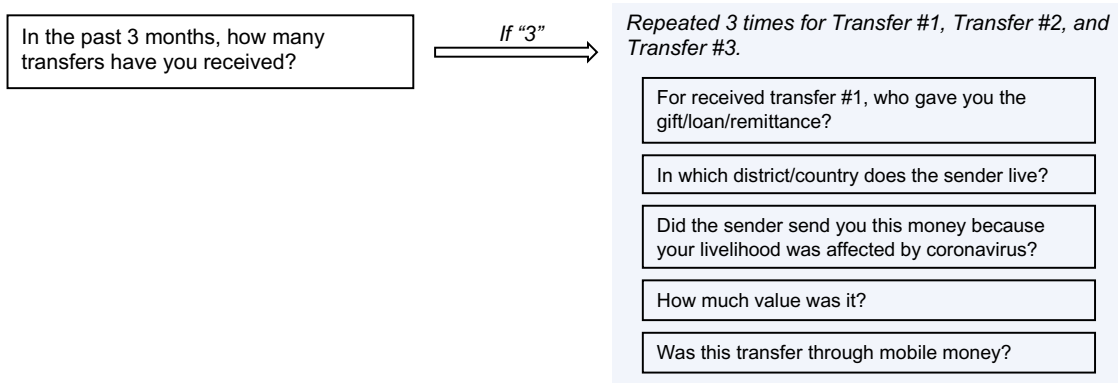 In the past 3 months, how many
transfers have you received?
If “3”
Repeated 3 times for Transfer #1, Transfer #2, and
Transfer #3.
For received transfer #1, who gave you the
gift/loan/remittance?
In which district/country does the sender live?
Did the sender send you this money because
your livelihood was affected by coronavirus?
How much value was it?
Was this transfer through mobile money?